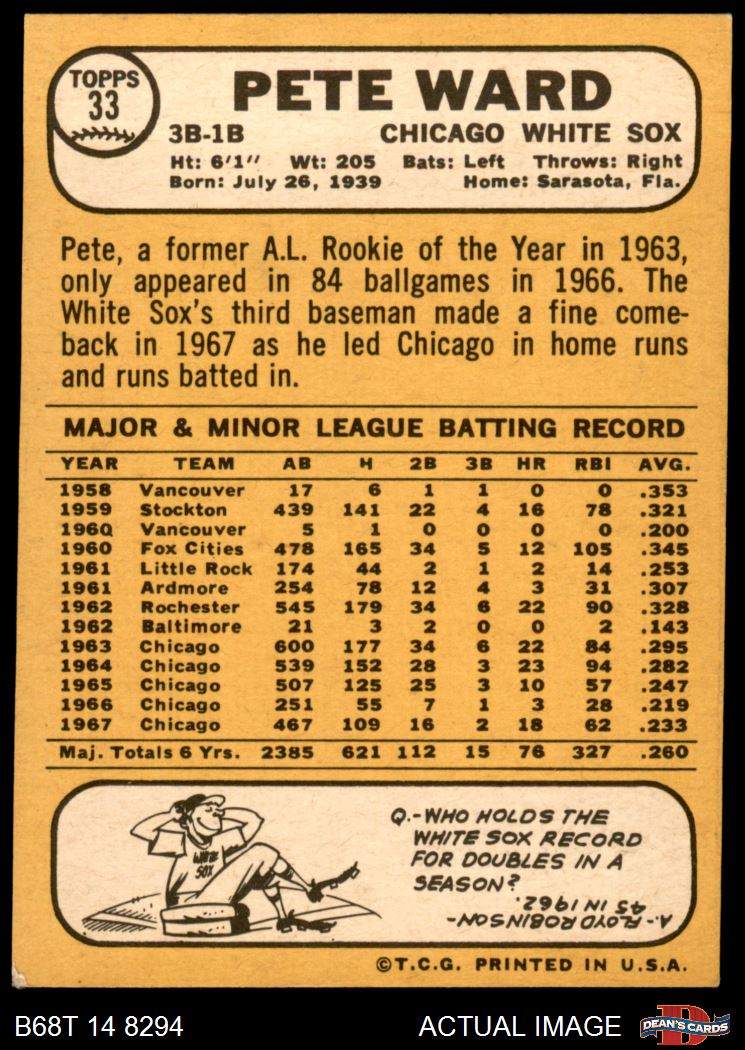 TOPPS
33
PETE WARD
3B-1B CHICAGO WHITE SOX
Ht: 6'1" Wt: 205 Bats: Left Throws: Right
Born: July 26, 1939 Home: Sarasota, Fla.
Pete, a former A.L. Rookie of the Year in 1963,
only appeared in 84 ballgames in 1966. The
White Sox's third baseman made a fine come-
back in 1967 as he led Chicago in home runs
and runs batted in.
MAJOR & MINOR LEAGUE BATTING RECORD
YEAR TEAM AB H 2B 3B HR RBI AVG.
1958 Vancouver 17 6 1 1 0 0 .353
1959 Stockton 439 141 22 4 16 78 .321
1960 Vancouver 5 1 0 0 0 0 .200
1960 Fox Cities 478 165 34 5 12 105 .345
1961 Little Rock 174 44 2 1 2 14 .253
1961 Ardmore 254 78 12 4 3 31 .307
1962 Rochester 545 179 34 6 22 90 .328
1962 Baltimore 21 3 2 0 0 2 .143
1963 Chicago 600 177 34 6 22 84 .295
1964 Chicago 539 152 28 3 23 94 .282
1965 Chicago 507 125 25 3 10 57 .247
1966 Chicago 251 55 7 1 3 28 .219
1967 Chicago 467 109 16 2 18 62 .233
Maj. Totals 6 Yrs. 2385 621 112 15 76 327 .260
WHITE
SOX
Q.-WHO HOLDS THE
WHITE SOX RECORD
FOR DOUBLES IN A
SEASON?
A.-FLOYD ROBINSON-
45 IN 1962.
©T.C.G. PRINTED IN U.S.A.
B68T 14 8294 ACTUAL IMAGE
D
DEAN'S CARDS